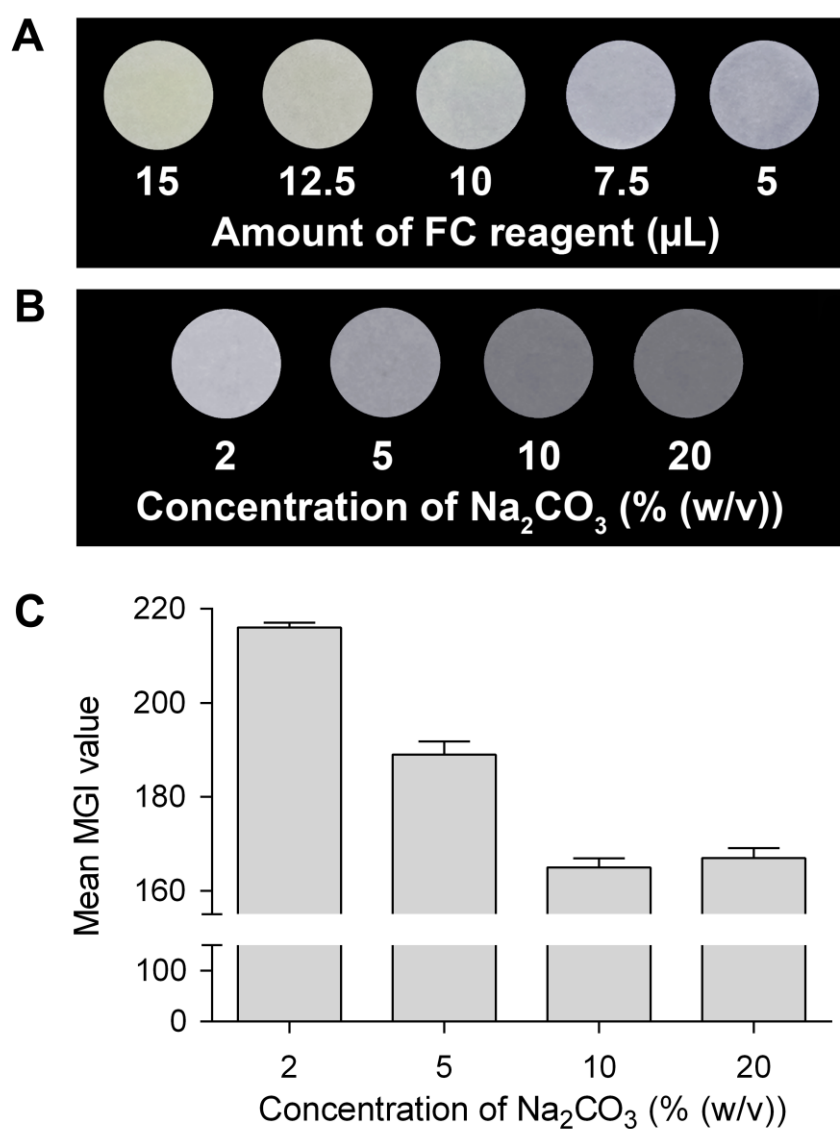 A
15 12.5 10 7.5 5
Amount of FC reagent (µL)
B
2 5 10 20
Concentration of Na₂CO₃ (% (w/v))
C
220
200
180
160
100
0
Mean MGI value
2 5 10 20
Concentration of Na₂CO₃ (% (w/v))